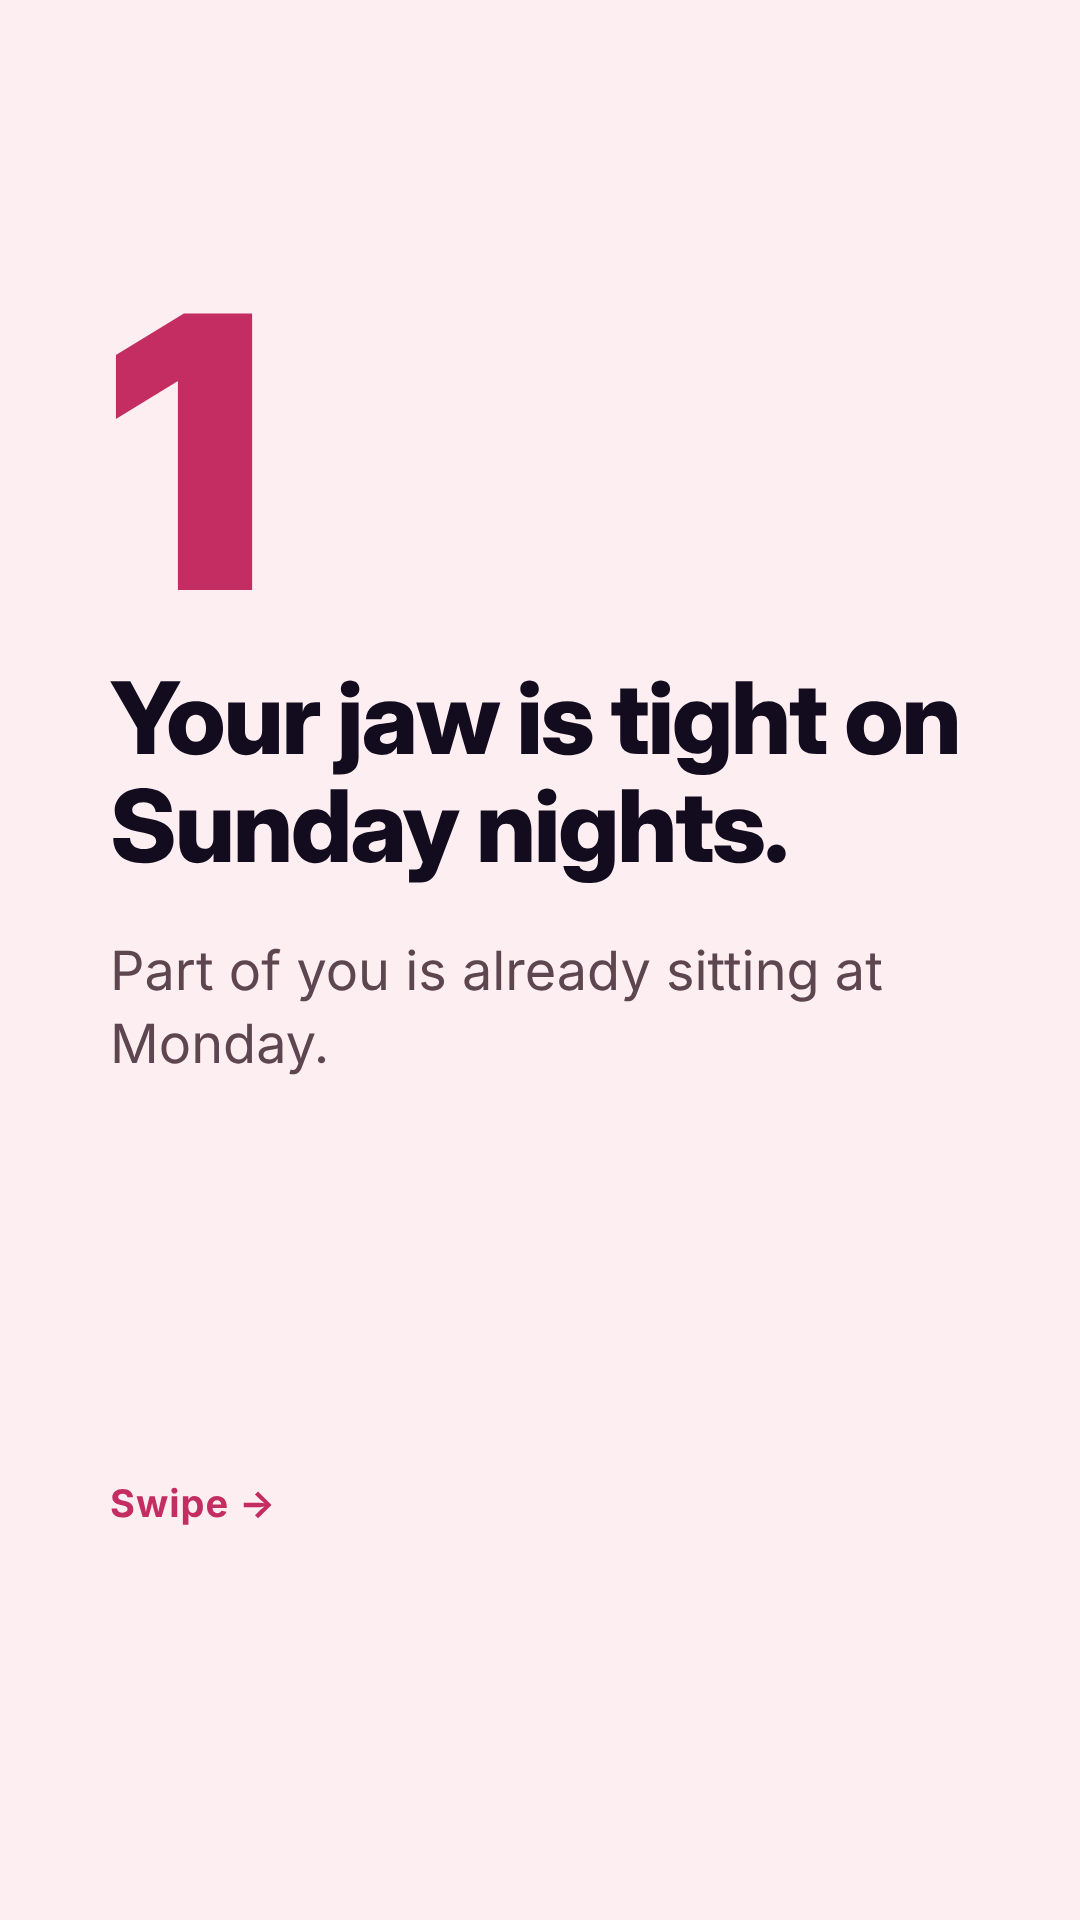 1
Your jaw is tight on
Sunday nights.
Part of you is already sitting at
Monday.
Swipe →